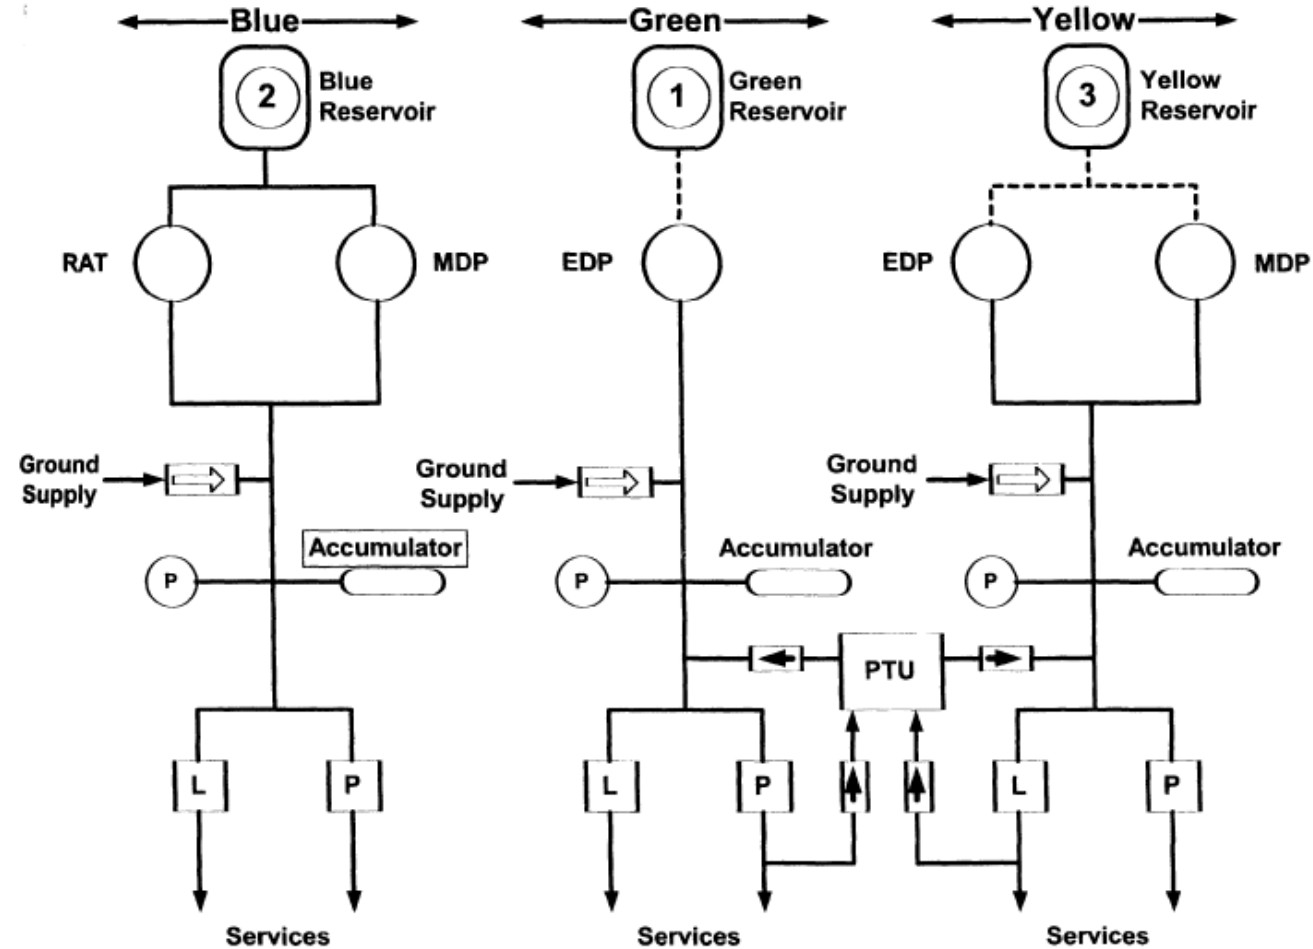 Blue
Green
Yellow
2
Blue
Reservoir
1
Green
Reservoir
3
Yellow
Reservoir
RAT
MDP
EDP
EDP
MDP
Ground
Supply
Ground
Supply
Ground
Supply
P
Accumulator
P
Accumulator
P
Accumulator
PTU
L
P
L
P
L
P
Services
Services
Services